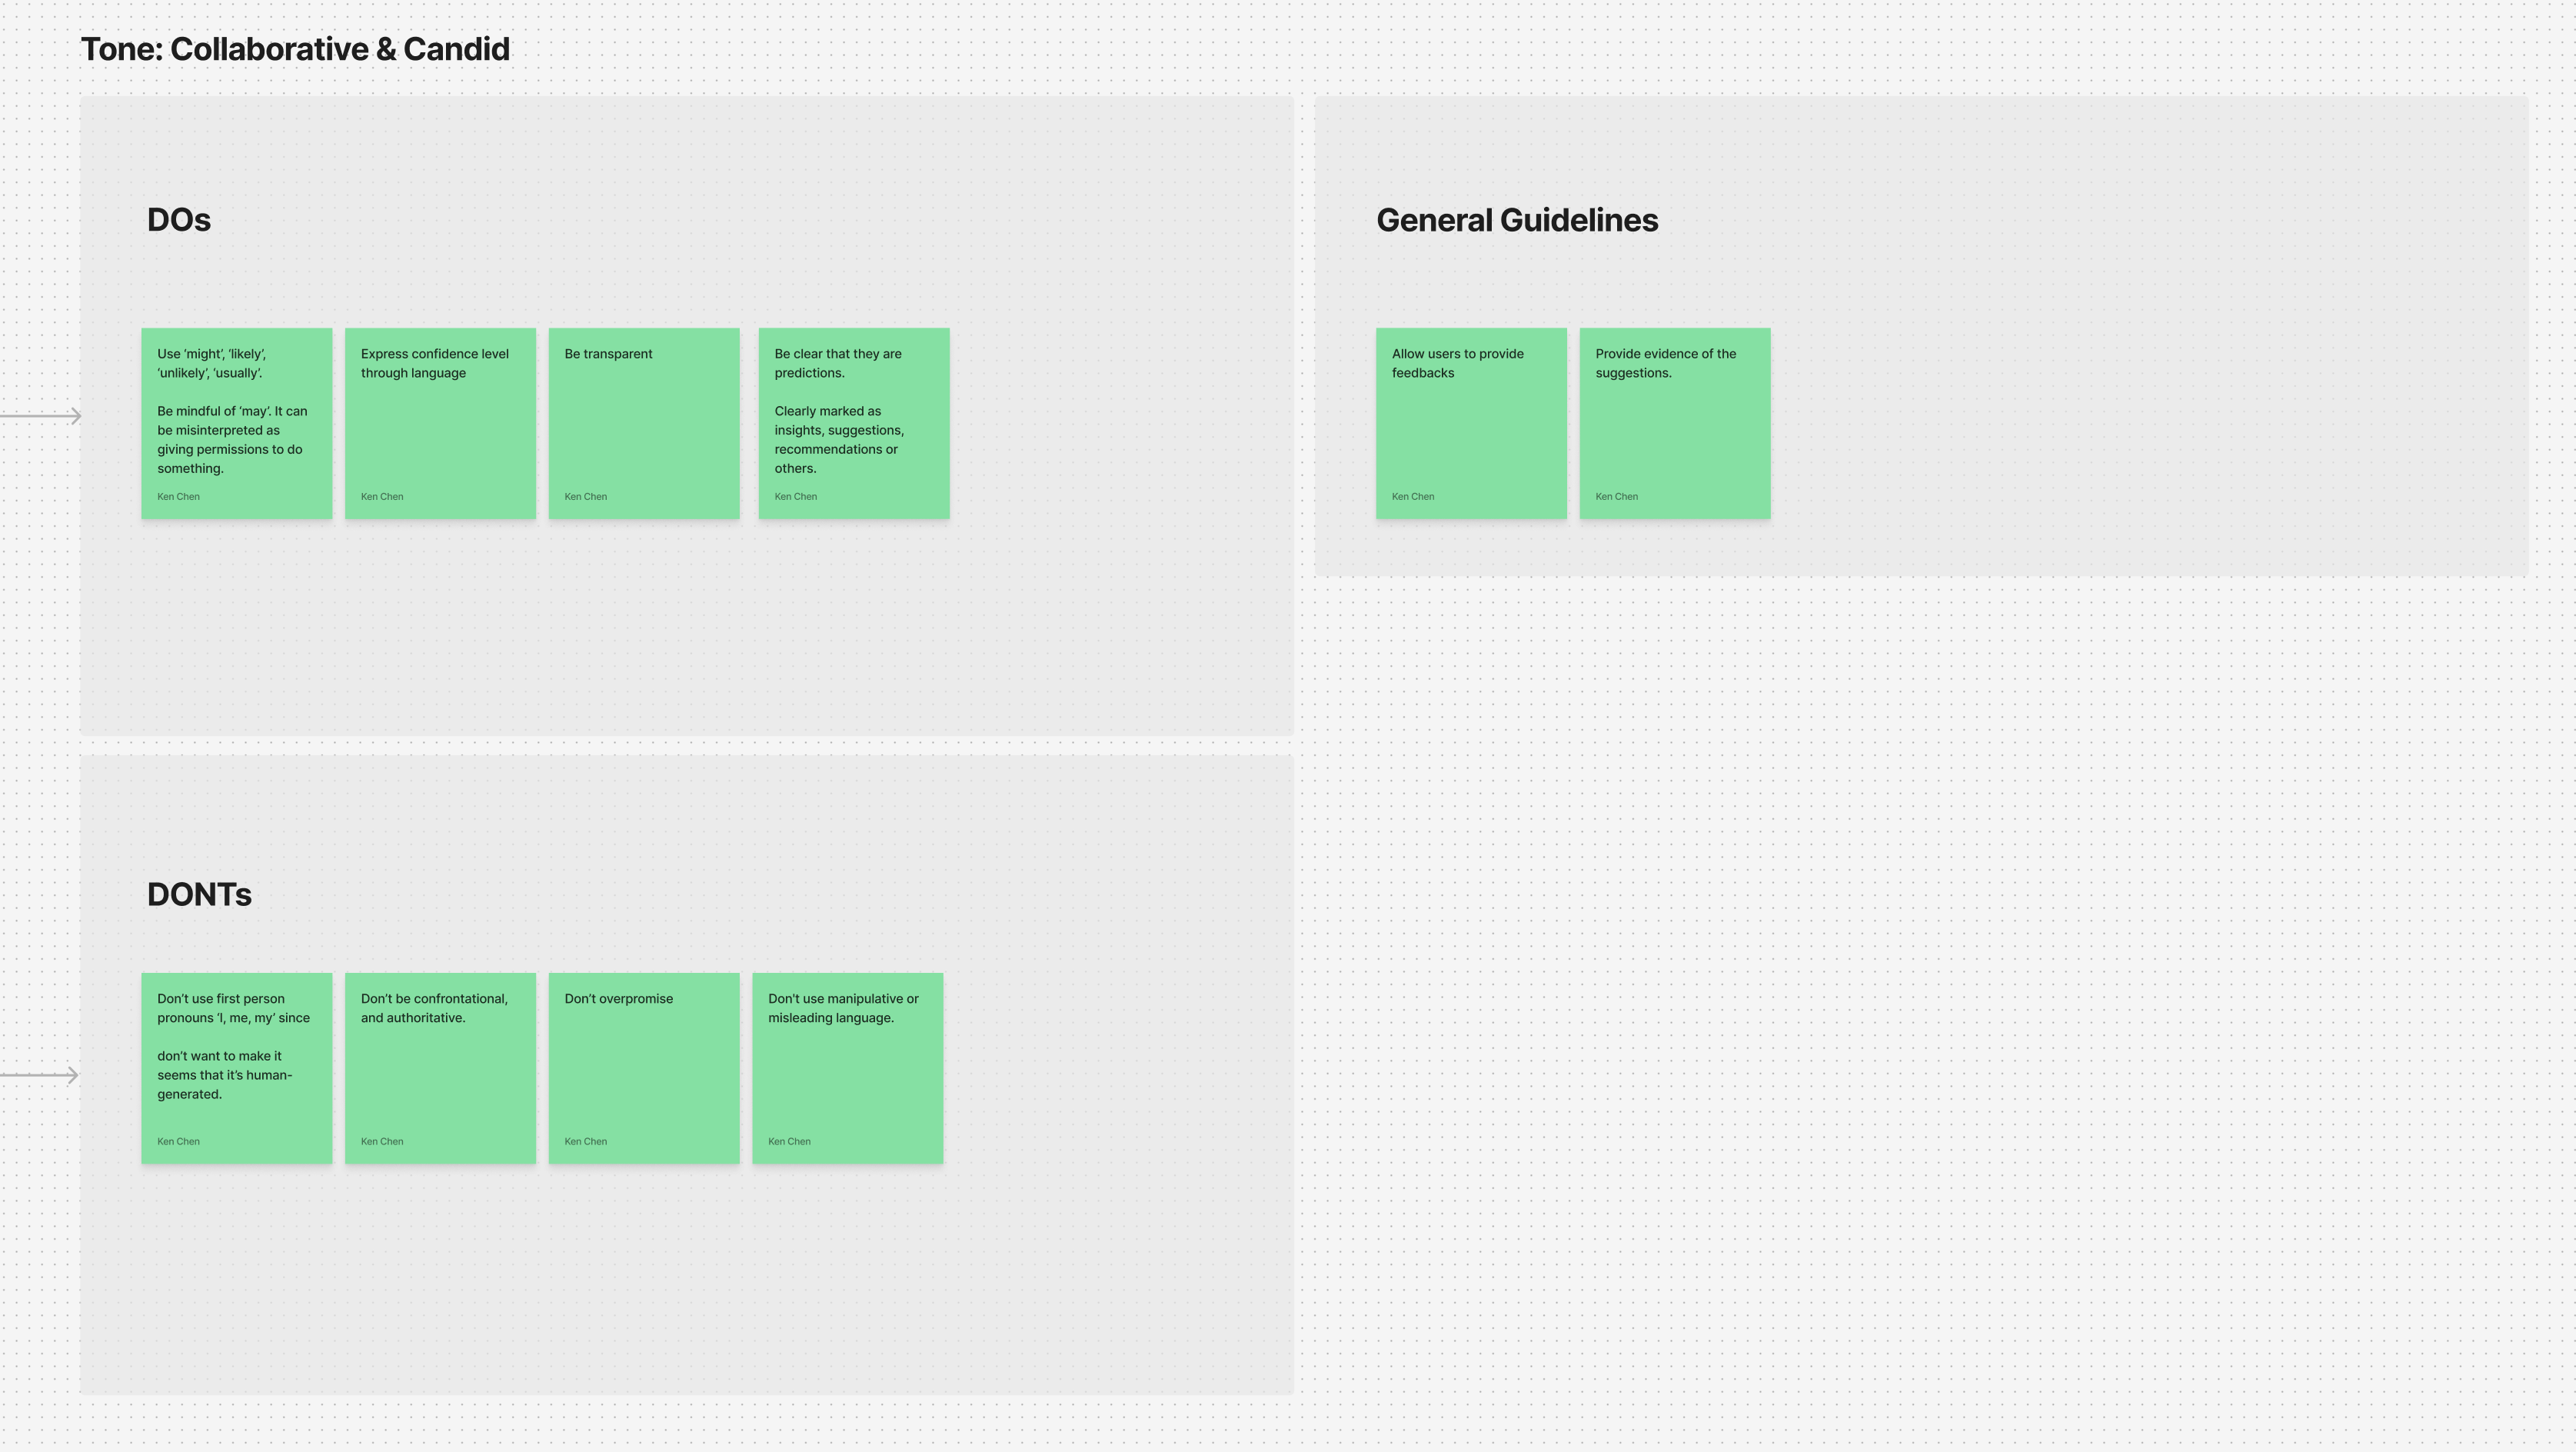 Tone: Collaborative & Candid
DOs
Use ‘might’, ‘likely’,
‘unlikely’, ‘usually’.
Be mindful of ‘may’. It can
be misinterpreted as
giving permissions to do
something.
Ken Chen
Express confidence level
through language
Ken Chen
Be transparent
Ken Chen
Be clear that they are
predictions.
Clearly marked as
insights, suggestions,
recommendations or
others.
Ken Chen
General Guidelines
Allow users to provide
feedbacks
Ken Chen
Provide evidence of the
suggestions.
Ken Chen
DONTs
Don’t use first person
pronouns ‘I, me, my’ since
don’t want to make it
seems that it’s human-
generated.
Ken Chen
Don’t be confrontational,
and authoritative.
Ken Chen
Don’t overpromise
Ken Chen
Don't use manipulative or
misleading language.
Ken Chen